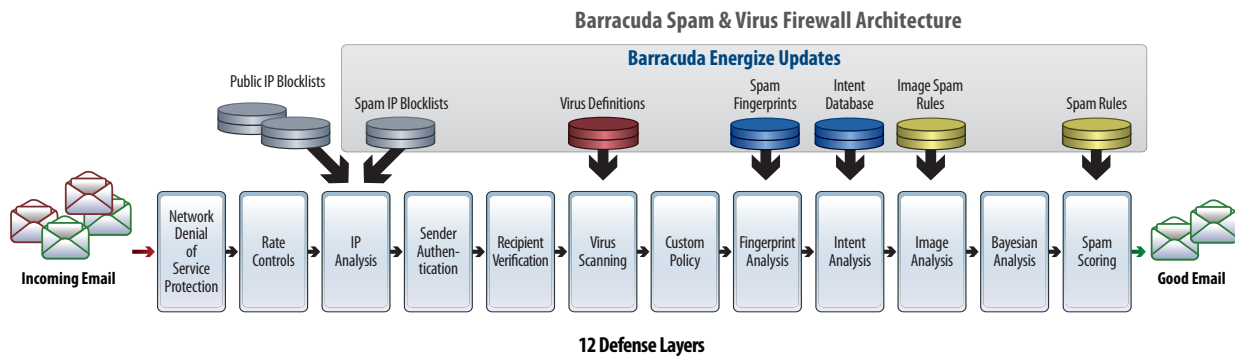 Barracuda Spam & Virus Firewall Architecture
Barracuda Energize Updates
Public IP Blocklists
Spam IP Blocklists
Virus Definitions
Spam
Fingerprints
Intent
Database
Image Spam
Rules
Spam Rules
Incoming Email
Network
Denial
of
Service
Protection
Rate
Controls
IP
Analysis
Sender
Authen-
tication
Recipient
Verification
Virus
Scanning
Custom
Policy
Fingerprint
Analysis
Intent
Analysis
Image
Analysis
Bayesian
Analysis
Spam
Scoring
Good Email
12 Defense Layers